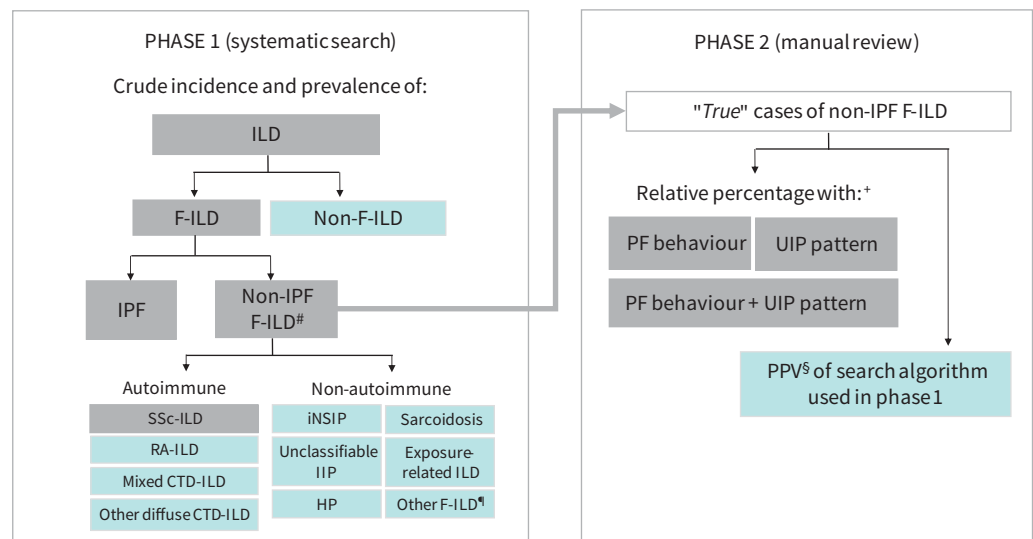 PHASE 1 (systematic search)
Crude incidence and prevalence of:
ILD
F-ILD
Non-F-ILD
IPF
Non-IPF
F-ILD#
Autoimmune
SSc-ILD
RA-ILD
Mixed CTD-ILD
Other diffuse CTD-ILD
Non-autoimmune
iNSIP
Sarcoidosis
Unclassifiable
IIP
Exposure-
related ILD
HP
Other F-ILD¶
PHASE 2 (manual review)
"True" cases of non-IPF F-ILD
Relative percentage with:+
PF behaviour
UIP pattern
PF behaviour + UIP pattern
PPV§ of search algorithm
used in phase 1